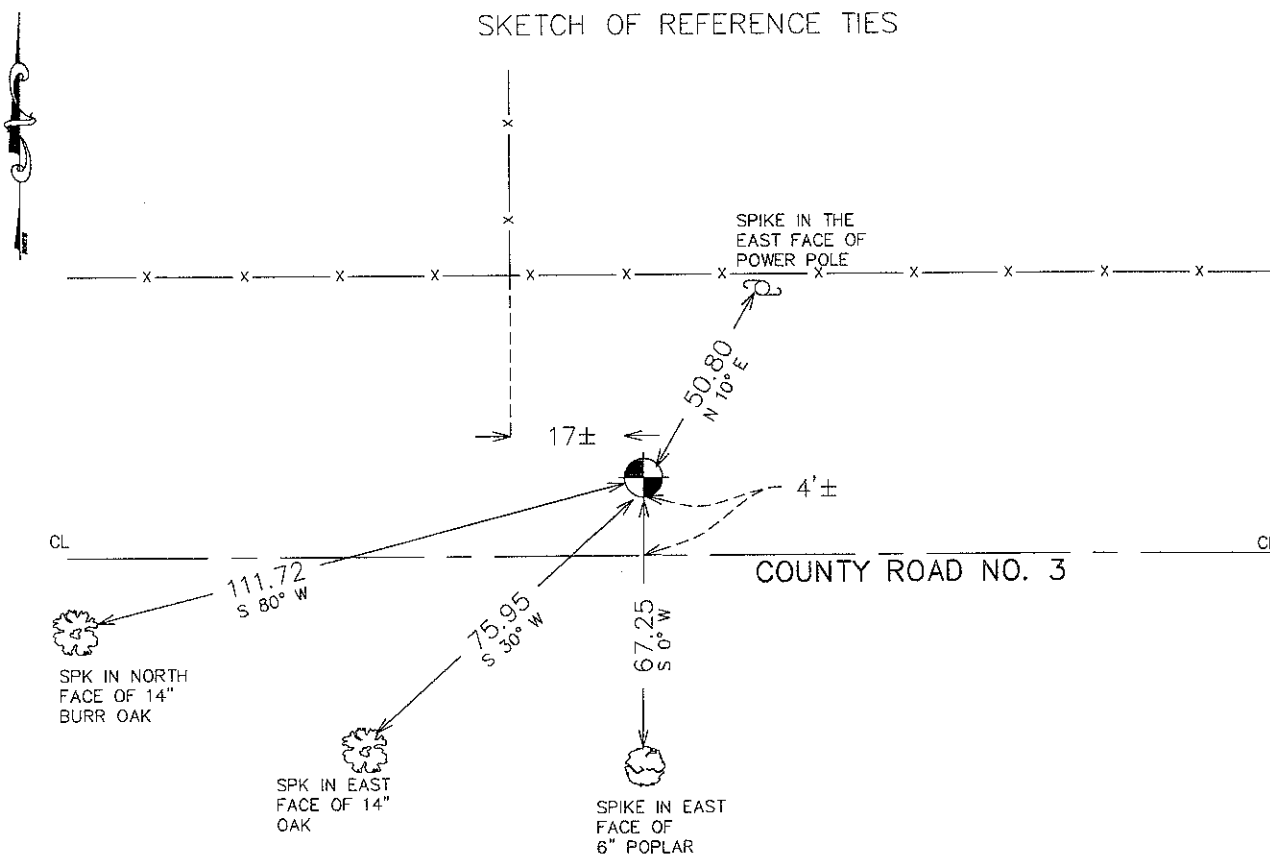 SKETCH OF REFERENCE TIES
SPIKE IN THE
EAST FACE OF
POWER POLE
50.80
N 10° E
17±
4'±
CL
CL
COUNTY ROAD NO. 3
111.72
S 80° W
75.95
S 30° W
67.25
S 0° W
SPK IN NORTH
FACE OF 14"
BURR OAK
SPK IN EAST
FACE OF 14"
OAK
SPIKE IN EAST
FACE OF
6" POPLAR